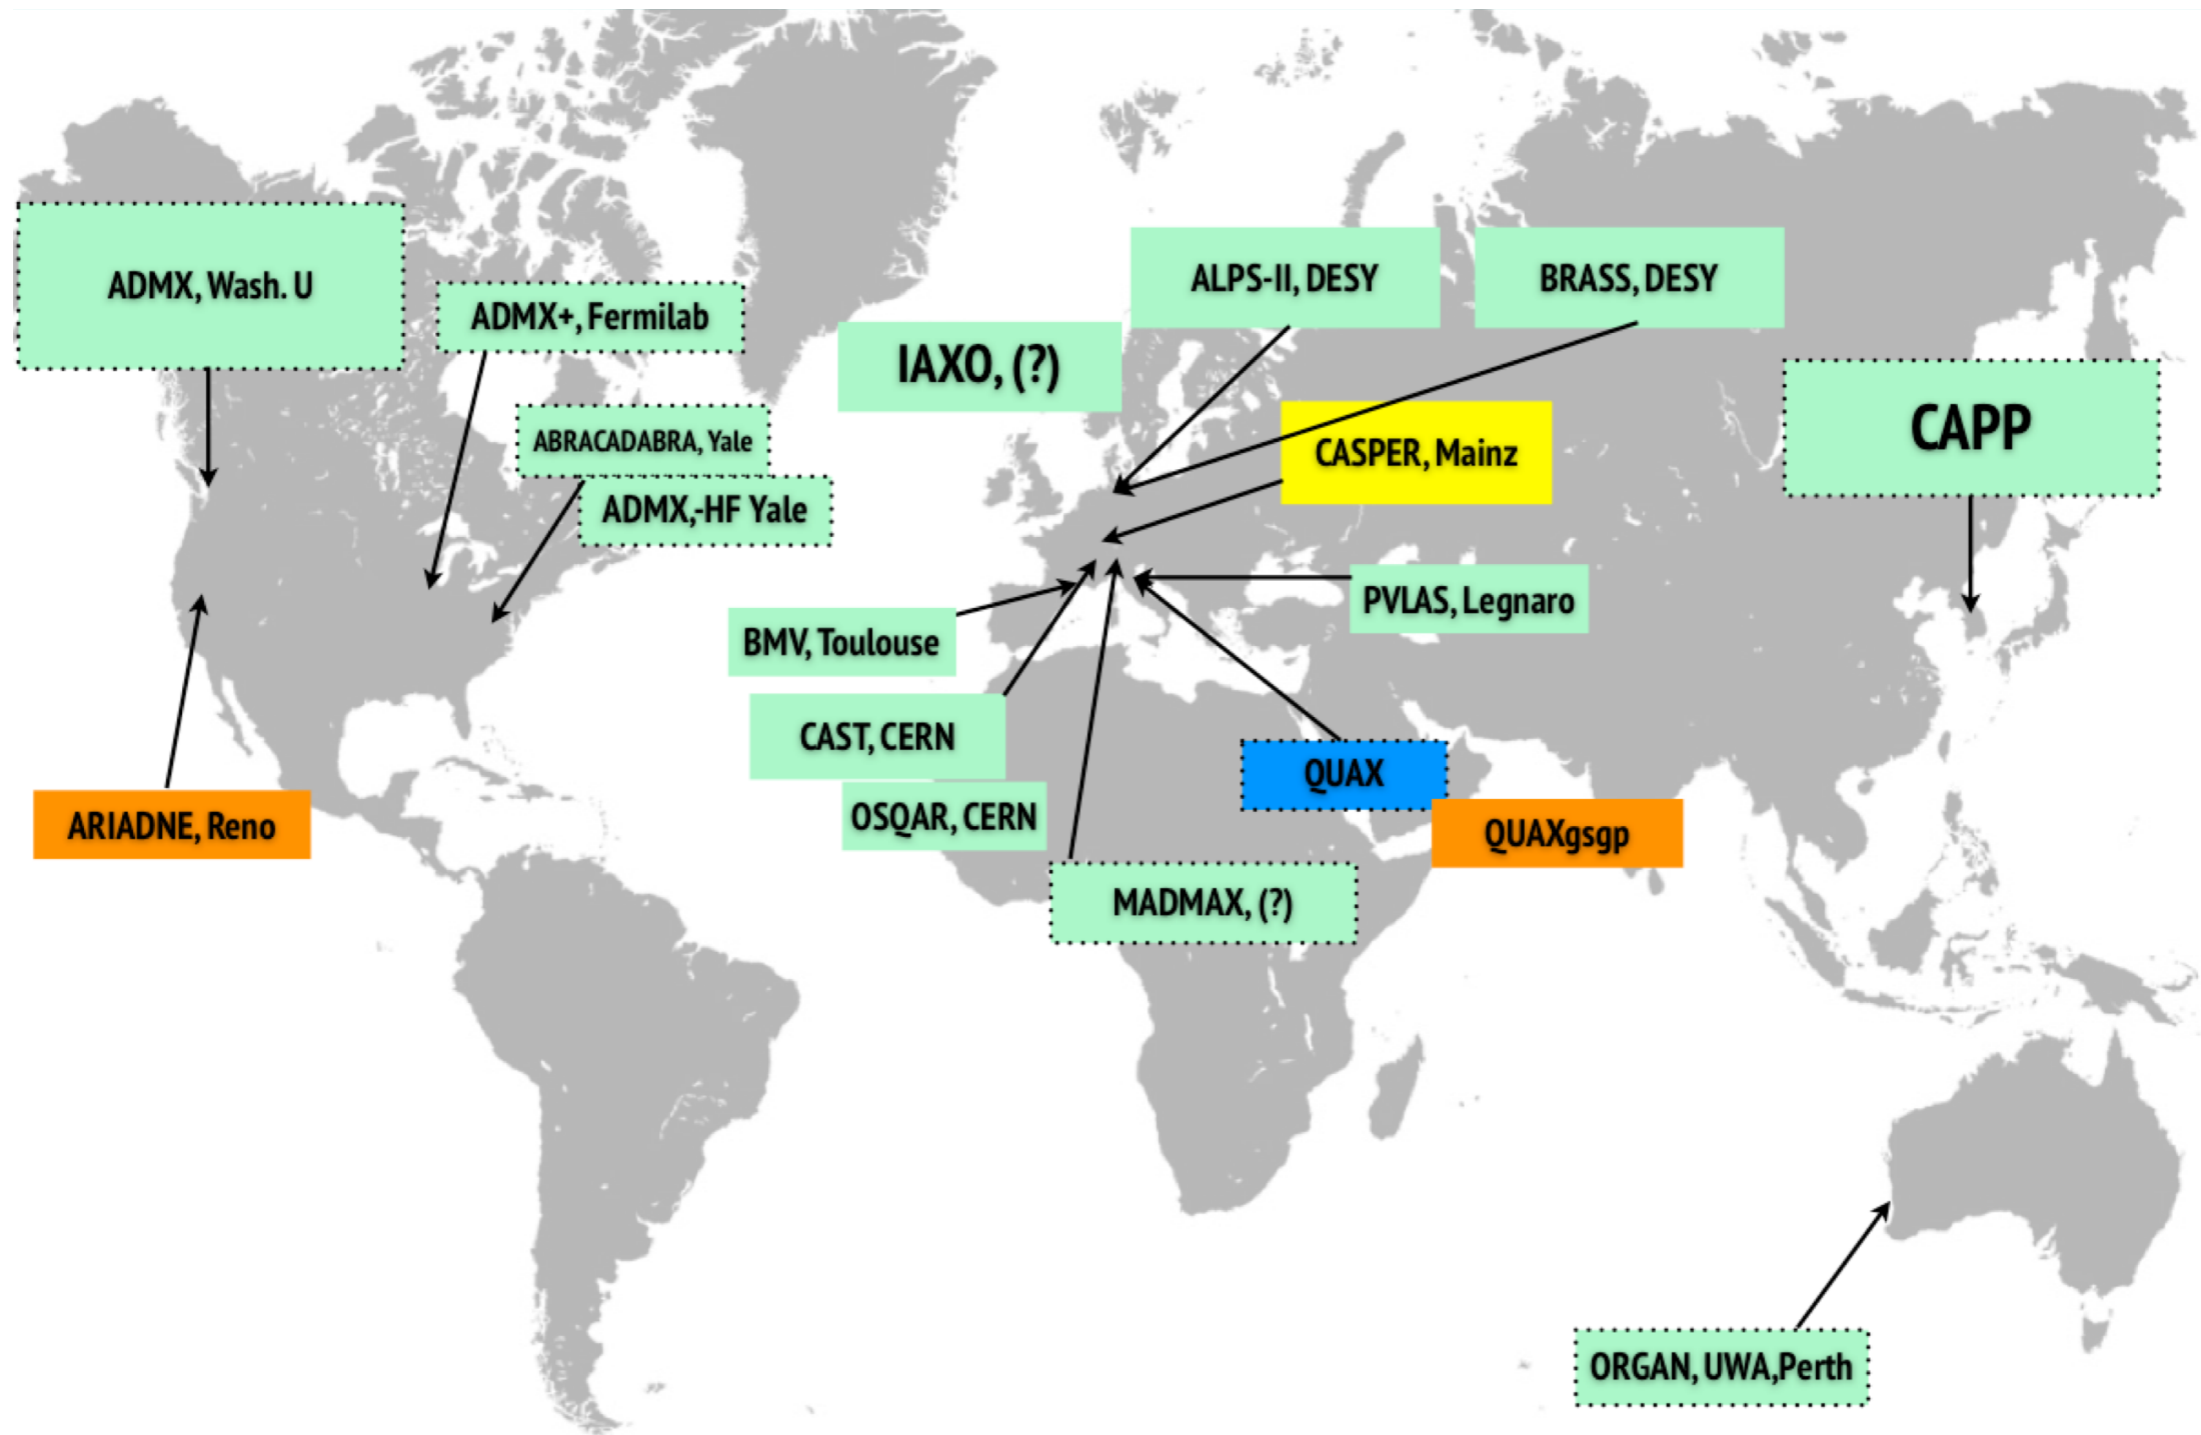 ADMX, Wash. U
ADMX+, Fermilab
ABRACADABRA, Yale
ADMX,-HF Yale
ARIADNE, Reno
IAXO, (?)
ALPS-II, DESY
BRASS, DESY
CASPER, Mainz
CAPP
PVLAS, Legnaro
BMV, Toulouse
CAST, CERN
OSQAR, CERN
QUAX
QUAXgsgp
MADMAX, (?)
ORGAN, UWA,Perth